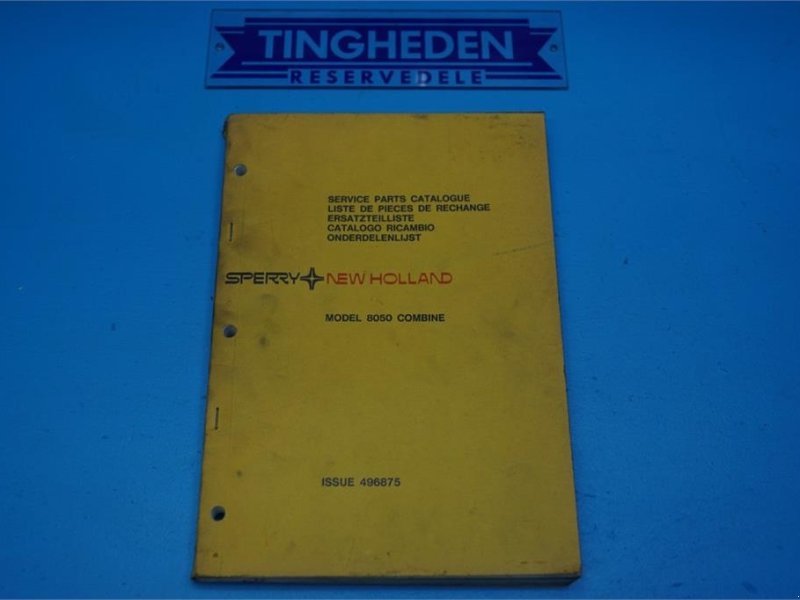 TINGHEDEN
RESERVEDELE
SERVICE PARTS CATALOGUE
LISTE DE PIECES DE RECHANGE
ERSATZTEILLISTE
CATALOGO RICAMBIO
ONDERDELENLIJST
SPERRY NEW HOLLAND
MODEL 8050 COMBINE
ISSUE 496875